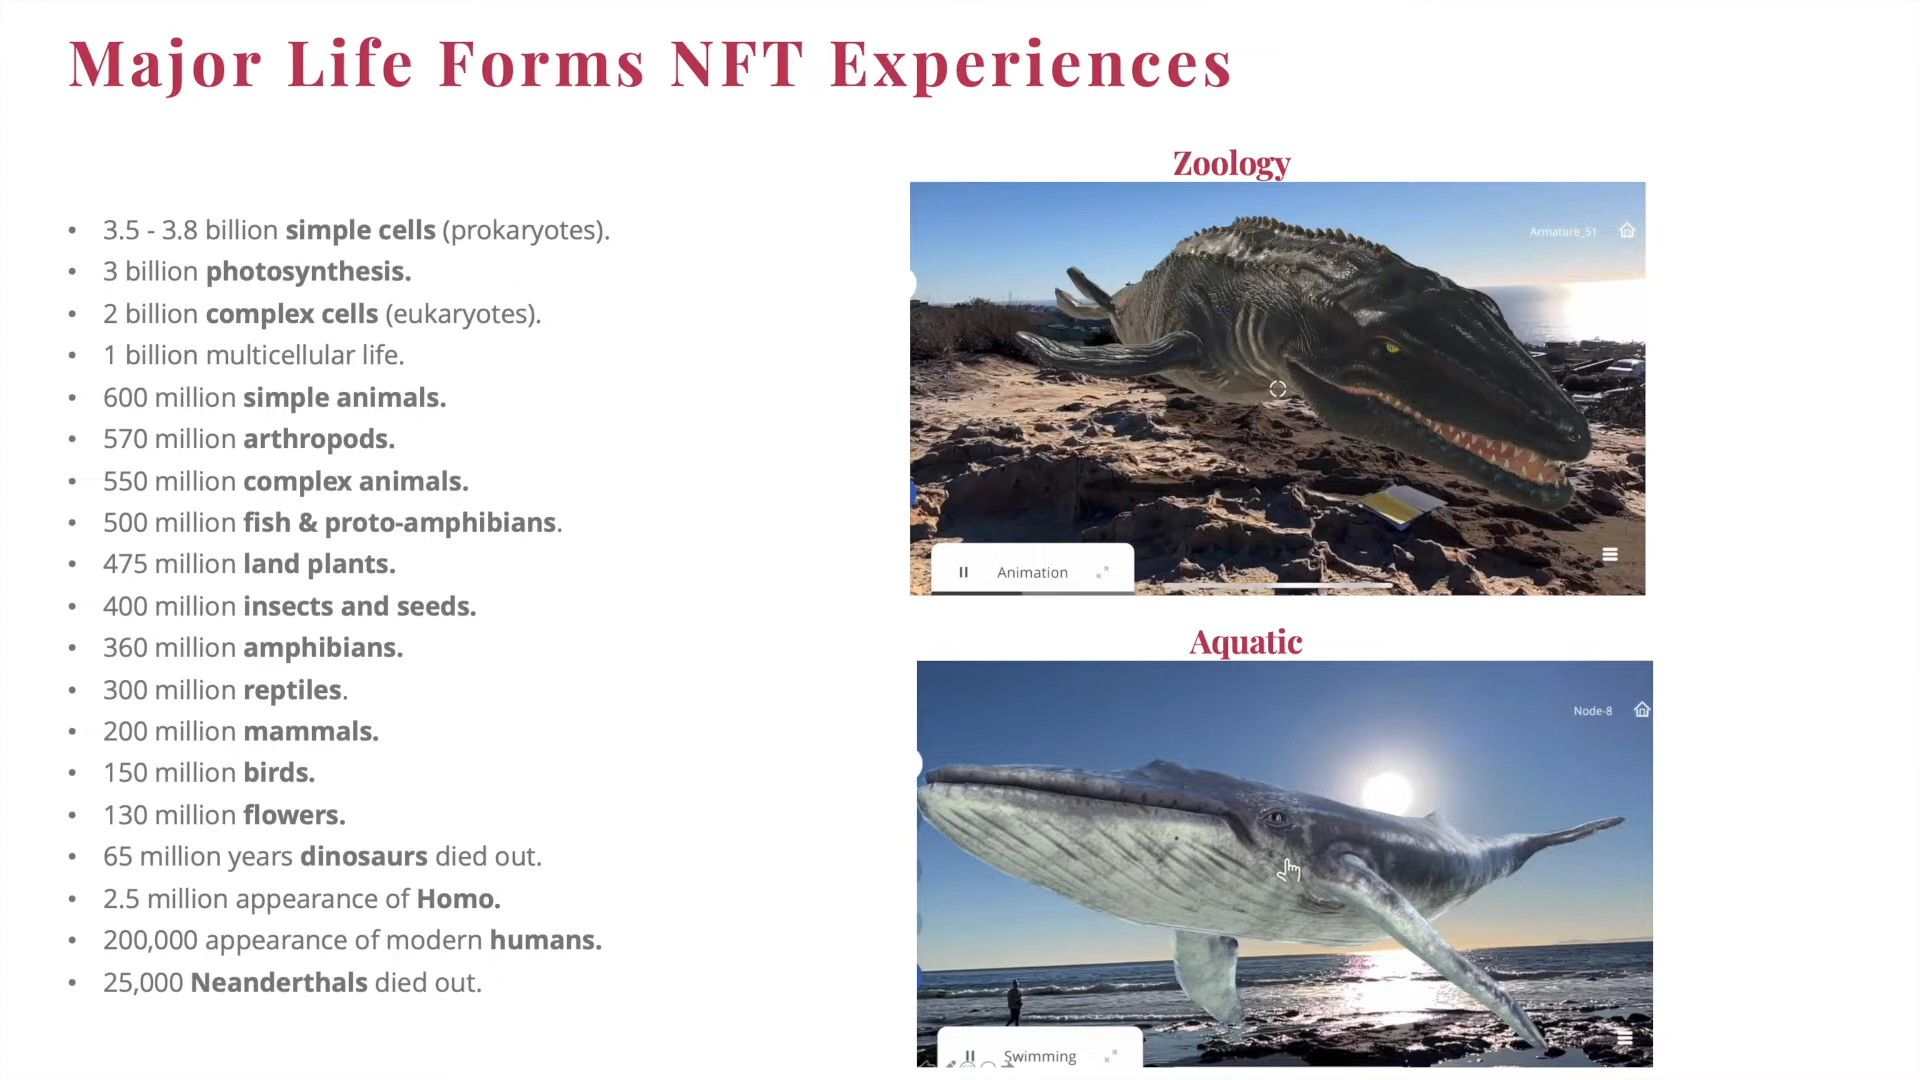 Major Life Forms NFT Experiences
• 3.5 - 3.8 billion simple cells (prokaryotes).
• 3 billion photosynthesis.
• 2 billion complex cells (eukaryotes).
• 1 billion multicellular life.
• 600 million simple animals.
• 570 million arthropods.
• 550 million complex animals.
• 500 million fish & proto-amphibians.
• 475 million land plants.
• 400 million insects and seeds.
• 360 million amphibians.
• 300 million reptiles.
• 200 million mammals.
• 150 million birds.
• 130 million flowers.
• 65 million years dinosaurs died out.
• 2.5 million appearance of Homo.
• 200,000 appearance of modern humans.
• 25,000 Neanderthals died out.
Zoology
Armature_51
Animation
Aquatic
Node-8
Swimming